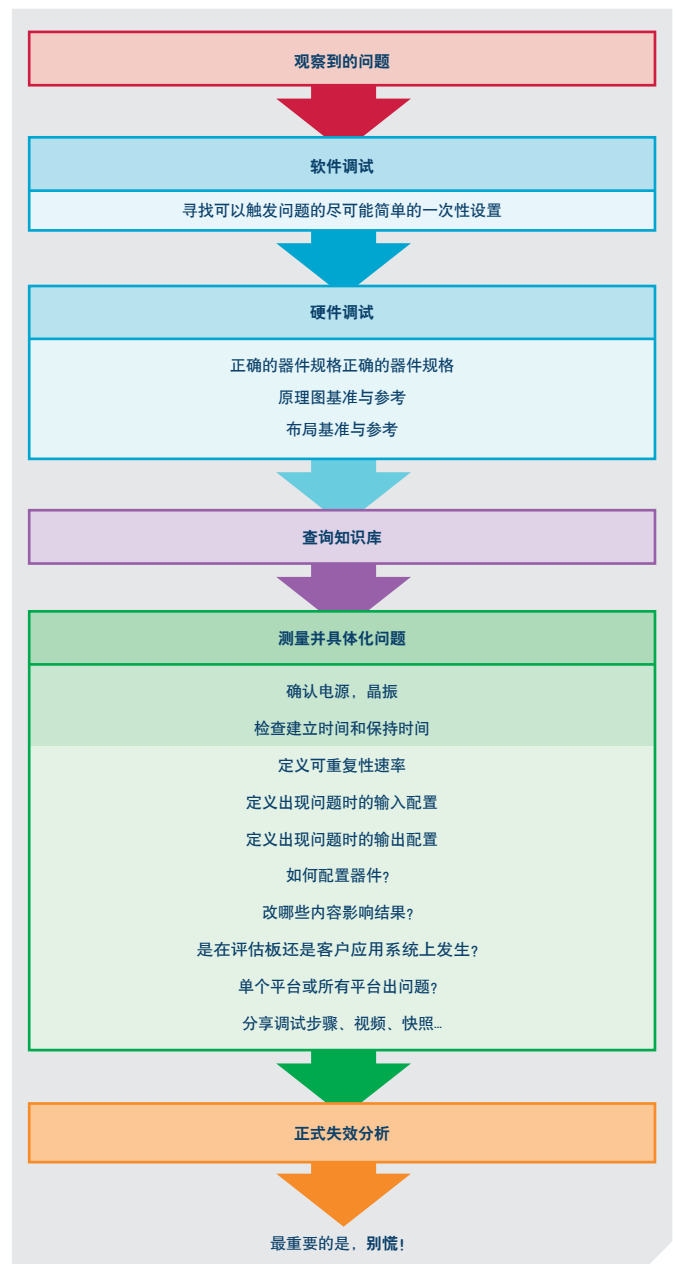 观察到的问题
软件调试
寻找可以触发问题的尽可能简单的一次性设置
硬件调试
正确的器件规格正确的器件规格
原理图基准与参考
布局基准与参考
查询知识库
测量并具体化问题
确认电源，晶振
检查建立时间和保持时间
定义可重复性速率
定义出现问题时的输入配置
定义出现问题时的输出配置
如何配置器件?
改哪些内容影响结果?
是在评估板还是客户应用系统上发生?
单个平台或所有平台出问题?
分享调试步骤、视频、快照…
正式失效分析
最重要的是，别慌!